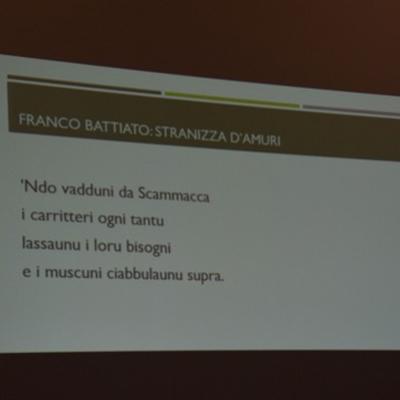 FRANCO BATTIATO: STRANIZZA D'AMURI
'Ndo vadduni da Scammacca
i carritteri ogni tantu
lassaunu i loru bisogni
e i muscuni ciabbulaunu supra.